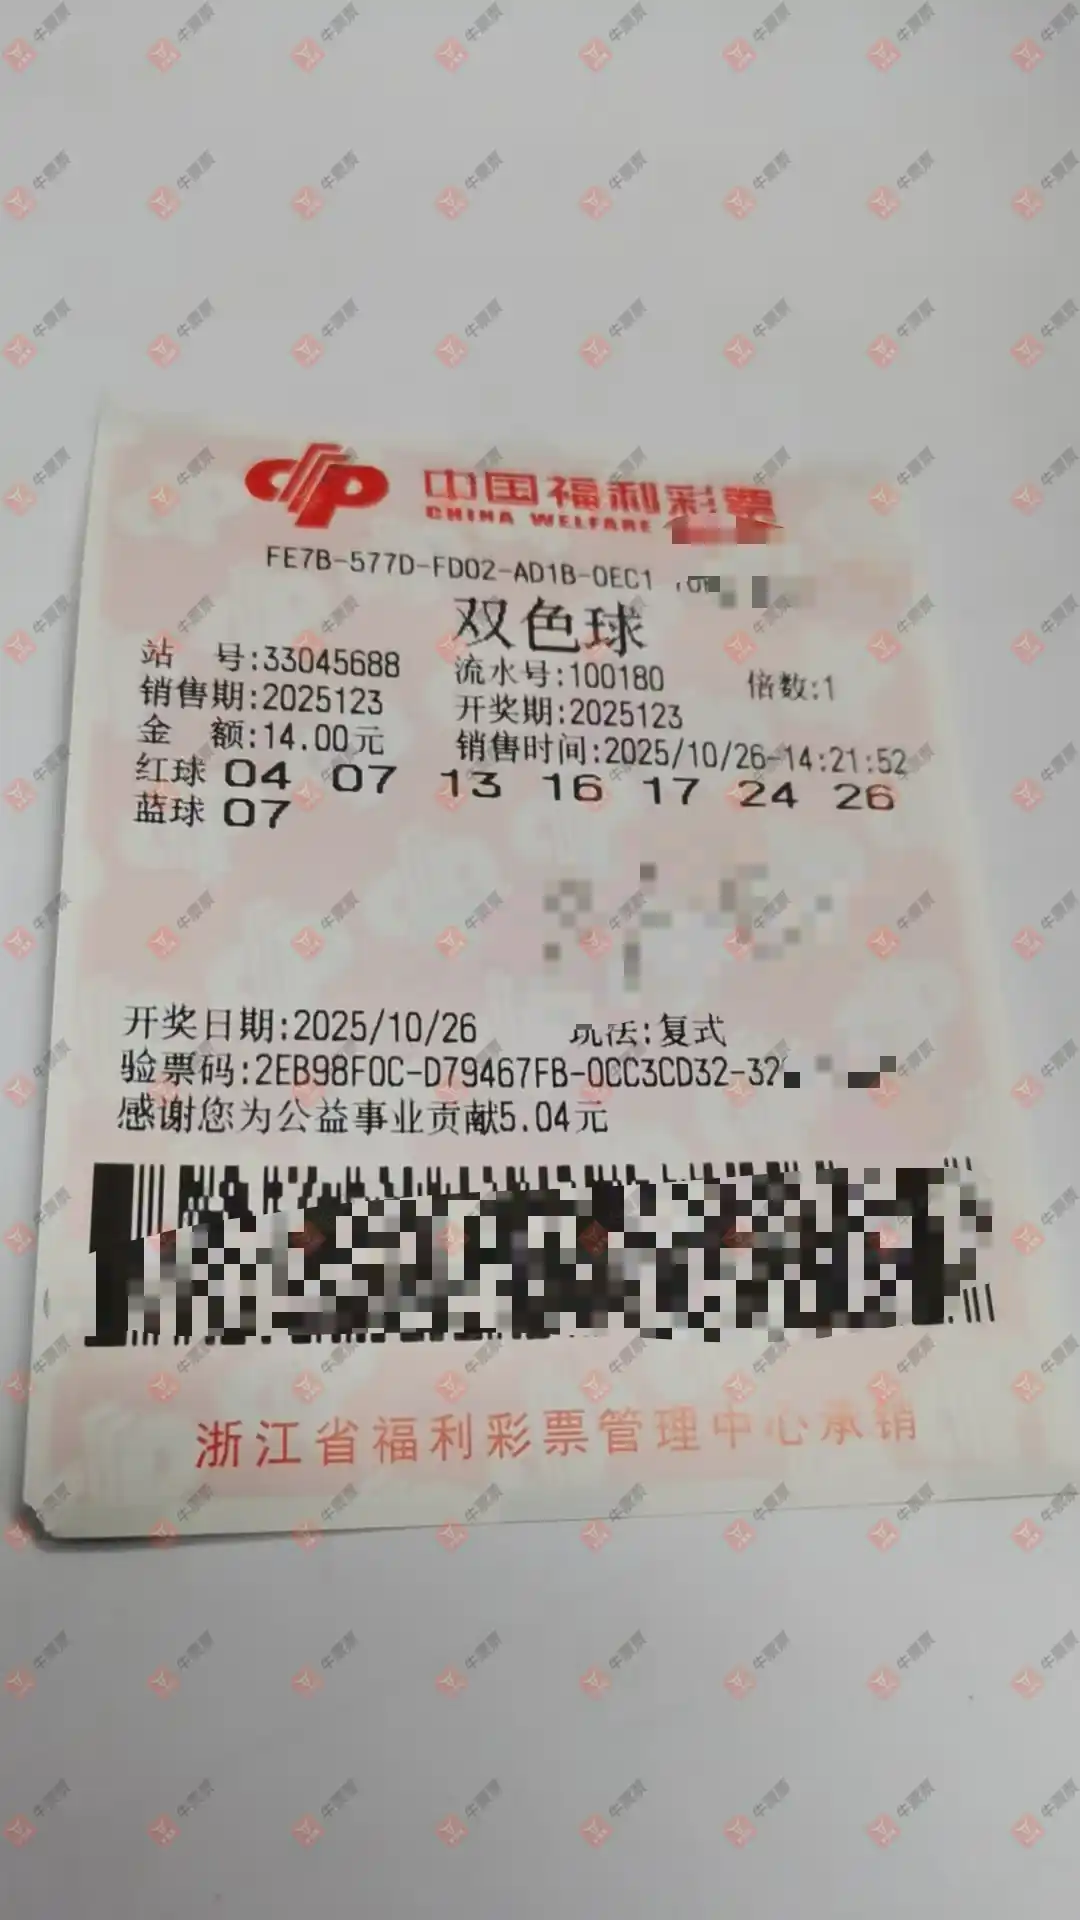 中国福利彩票
CHINA WELFARE
FE7B-577D-FD02-AD1B-0EC1
双色球
站 号:33045688 流水号:100180 倍数:1
销售期:2025123 开奖期:2025123
金 额:14.00元 销售时间:2025/10/26-14:21:52
红球 04 07 13 16 17 24 26
蓝球 07
开奖日期:2025/10/26 玩法:复式
验票码:2EB98F0C-D79467FB-0CC3CD32-32
感谢您为公益事业贡献5.04元
浙江省福利彩票管理中心承销
牛票票